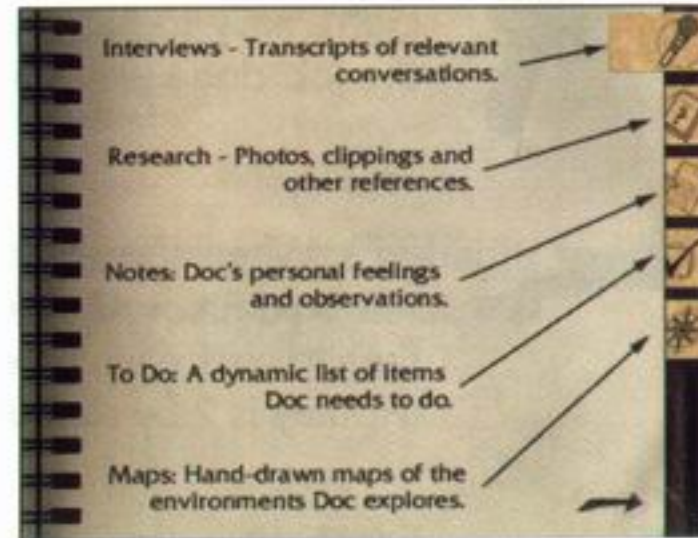 Interviews - Transcripts of relevant
conversations.
Research - Photos, clippings and
other references.
Notes: Doc's personal feelings
and observations.
To Do: A dynamic list of items
Doc needs to do.
Maps: Hand-drawn maps of the
environments Doc explores.